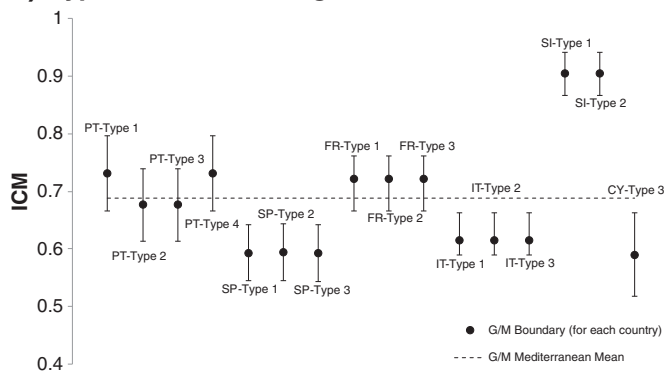 1
0.9
0.8
0.7
0.6
0.5
0.4
ICM
PT-Type 1
PT-Type 2
PT-Type 3
PT-Type 4
SP-Type 1
SP-Type 2
SP-Type 3
FR-Type 1
FR-Type 2
FR-Type 3
IT-Type 1
IT-Type 2
IT-Type 3
SI-Type 1
SI-Type 2
CY-Type 3
G/M Boundary (for each country)
G/M Mediterranean Mean